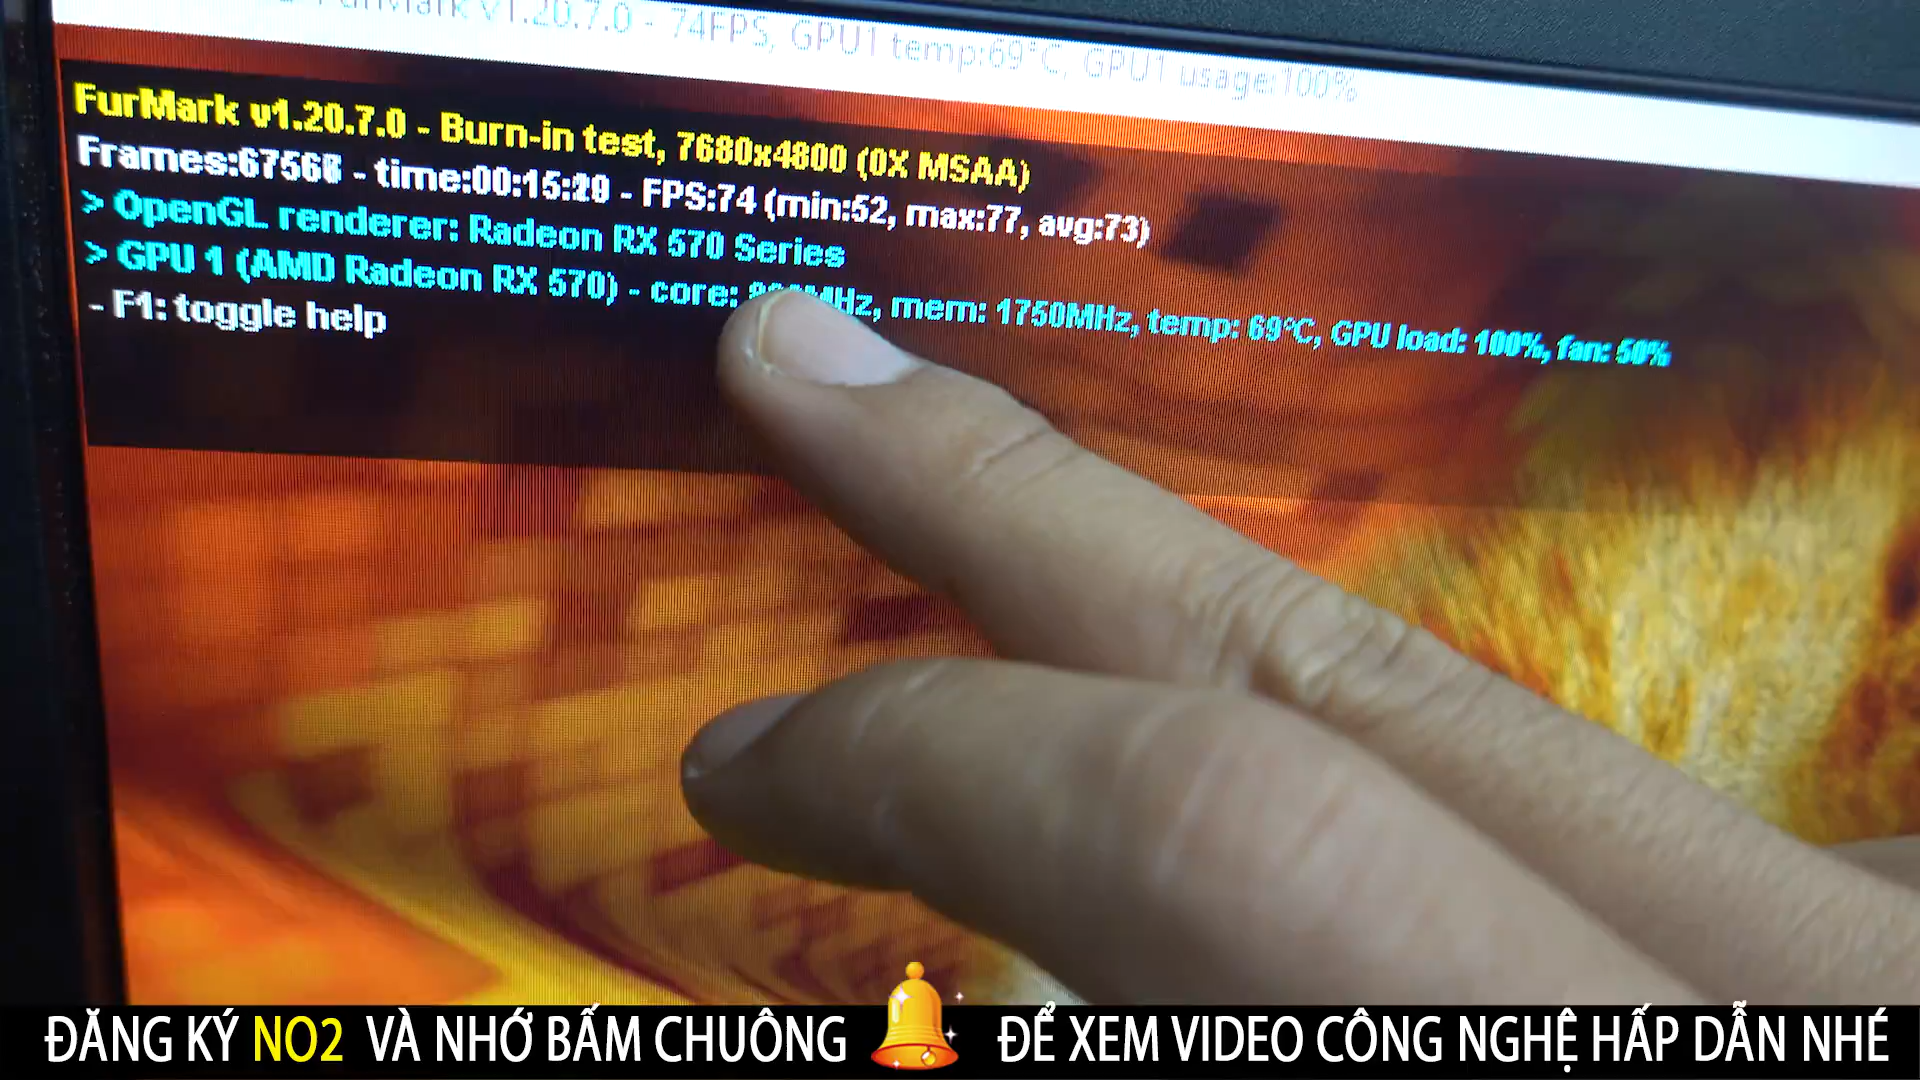 FurMark v1.20.7.0 - 74FPS, GPU1 temp:69°C, GPU1 usage:100%
FurMark v1.20.7.0 - Burn-in test, 7680x4800 (0X MSAA)
Frames: - time:00:15: - FPS:74 (min:52, max:77, avg:73)
> OpenGL renderer: Radeon RX 570 Series
> GPU 1 (AMD Radeon RX 570) - core: MHz, mem: 1750MHz, temp: 69°C, GPU load: 100%, fan: 50%
- F1: toggle help
ĐĂNG KÝ NO2 VÀ NHỚ BẤM CHUÔNG ĐỂ XEM VIDEO CÔNG NGHỆ HẤP DẪN NHÉ